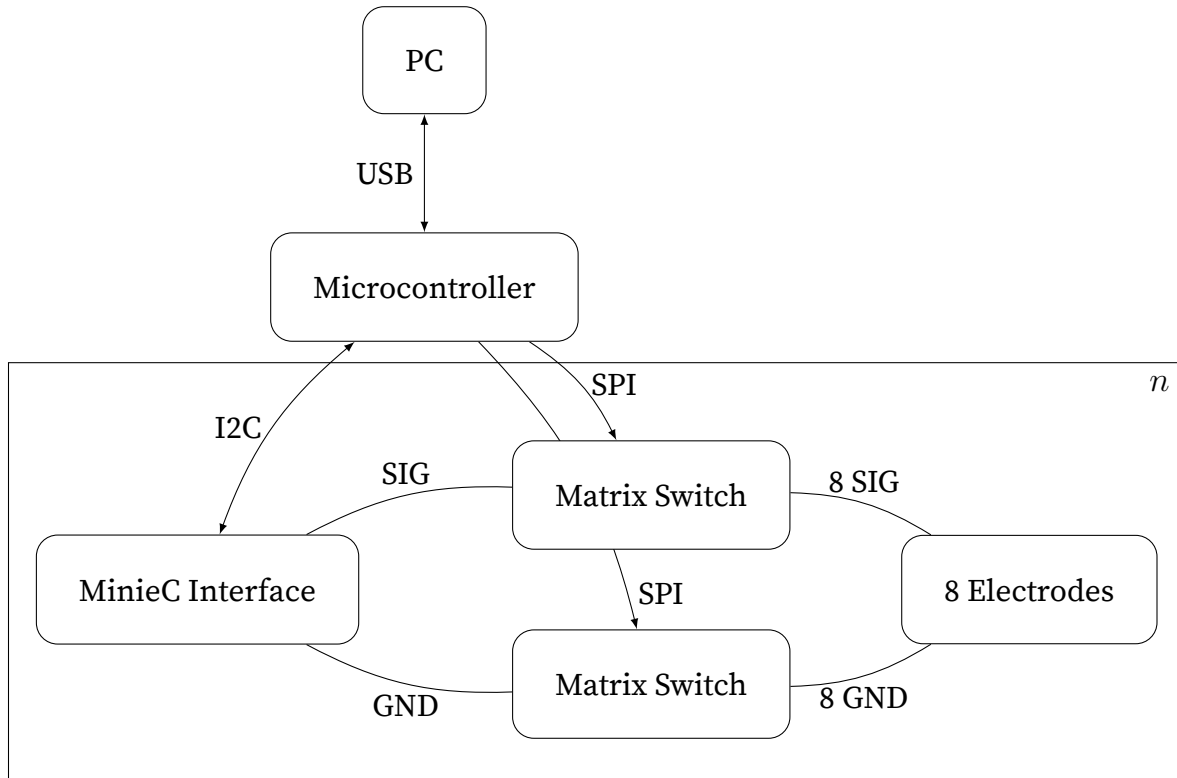 PC
USB
Microcontroller
n
SPI
I2C
SIG
Matrix Switch
8 SIG
MinieC Interface
SPI
8 Electrodes
GND
Matrix Switch
8 GND